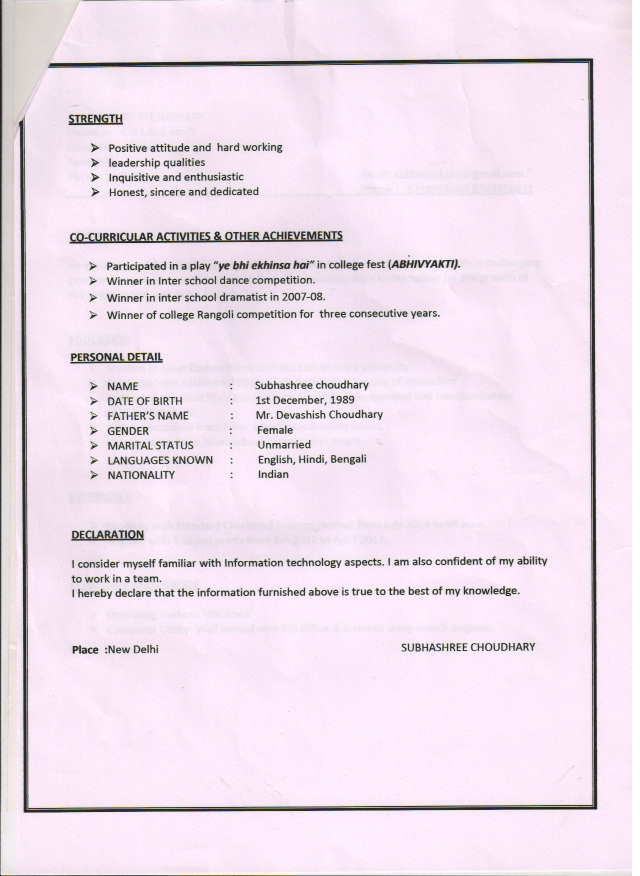 STRENGTH
➢ Positive attitude and hard working
➢ leadership qualities
➢ Inquisitive and enthusiastic
➢ Honest, sincere and dedicated
CO-CURRICULAR ACTIVITIES & OTHER ACHIEVEMENTS
➢ Participated in a play "ye bhi ekhinsa hai" in college fest (ABHIVYAKTI).
➢ Winner in Inter school dance competition.
➢ Winner in inter school dramatist in 2007-08.
➢ Winner of college Rangoli competition for three consecutive years.
PERSONAL DETAIL
➢ NAME : Subhashree choudhary
➢ DATE OF BIRTH : 1st December, 1989
➢ FATHER'S NAME : Mr. Devashish Choudhary
➢ GENDER : Female
➢ MARITAL STATUS : Unmarried
➢ LANGUAGES KNOWN : English, Hindi, Bengali
➢ NATIONALITY : Indian
DECLARATION
I consider myself familiar with Information technology aspects. I am also confident of my ability
to work in a team.
I hereby declare that the information furnished above is true to the best of my knowledge.
Place :New Delhi SUBHASHREE CHOUDHARY